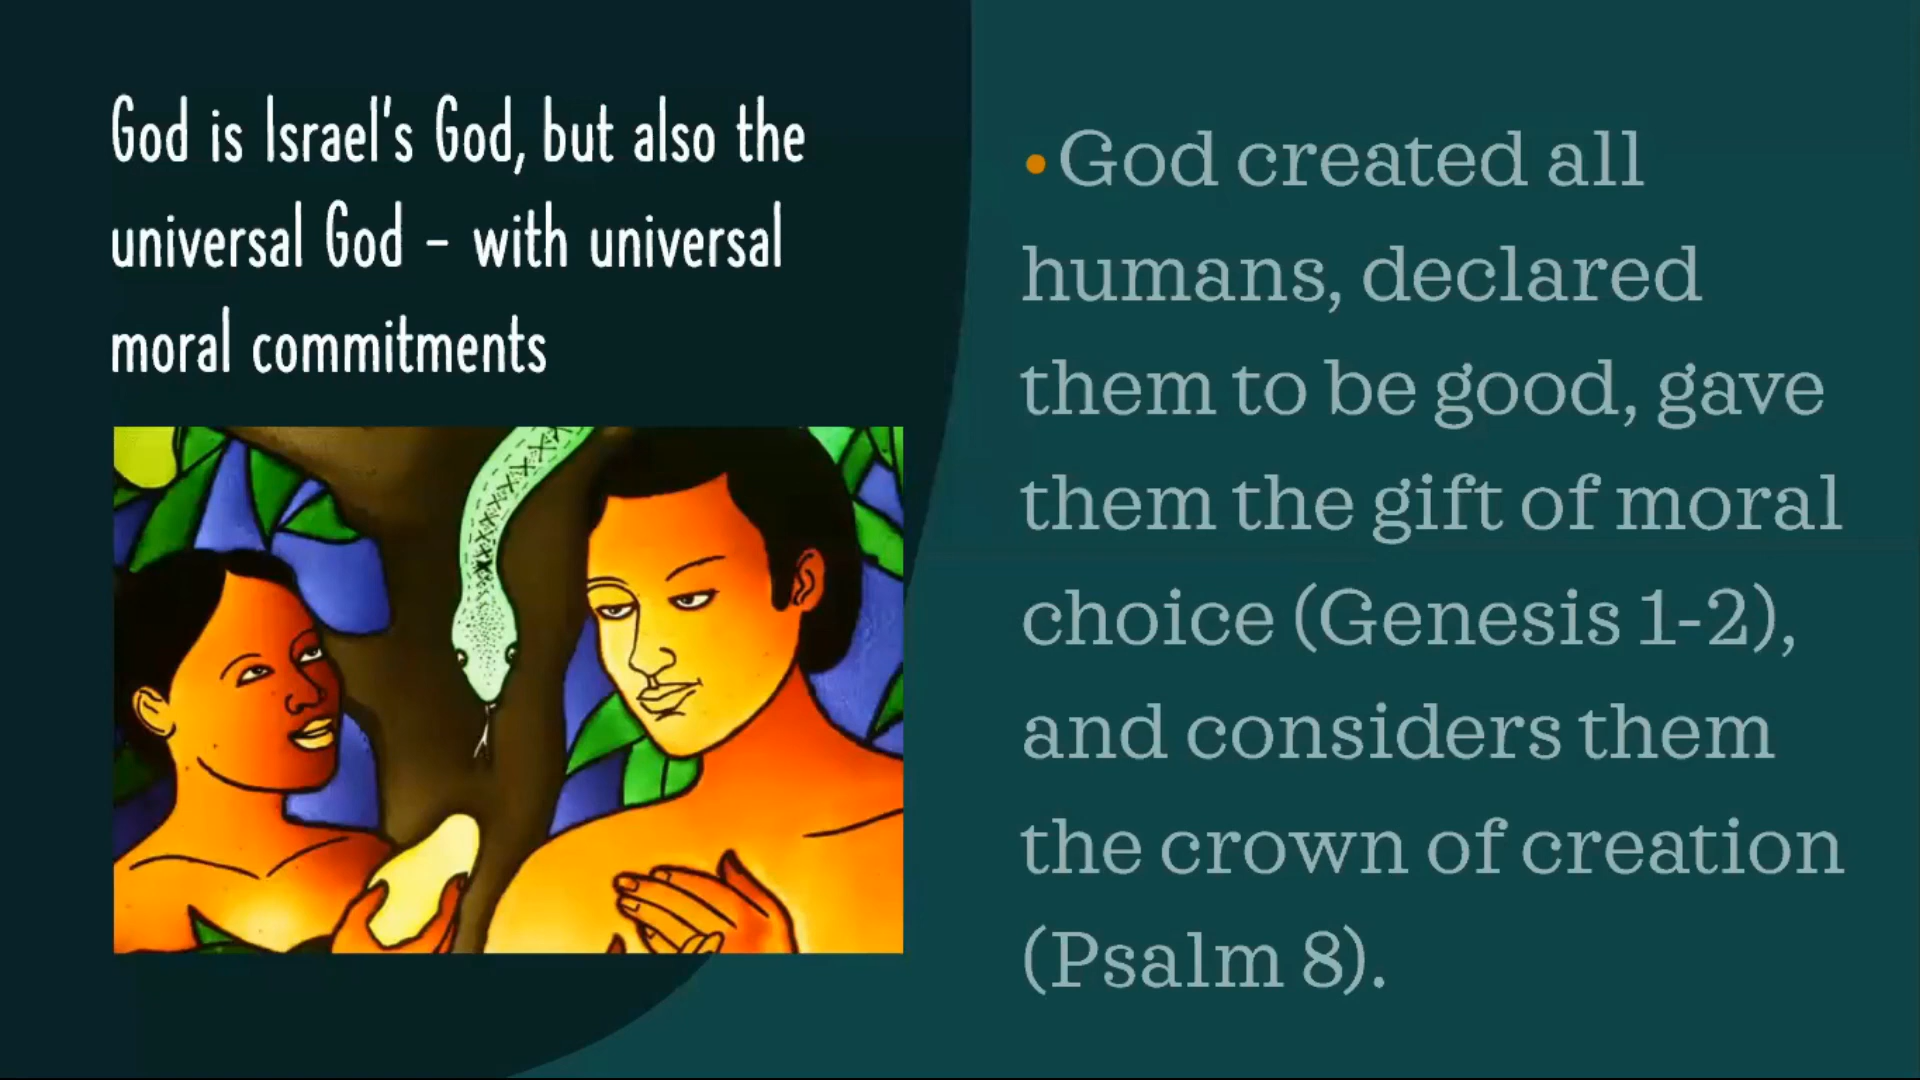 God is Israel's God, but also the
universal God – with universal
moral commitments
• God created all
humans, declared
them to be good, gave
them the gift of moral
choice (Genesis 1-2),
and considers them
the crown of creation
(Psalm 8).